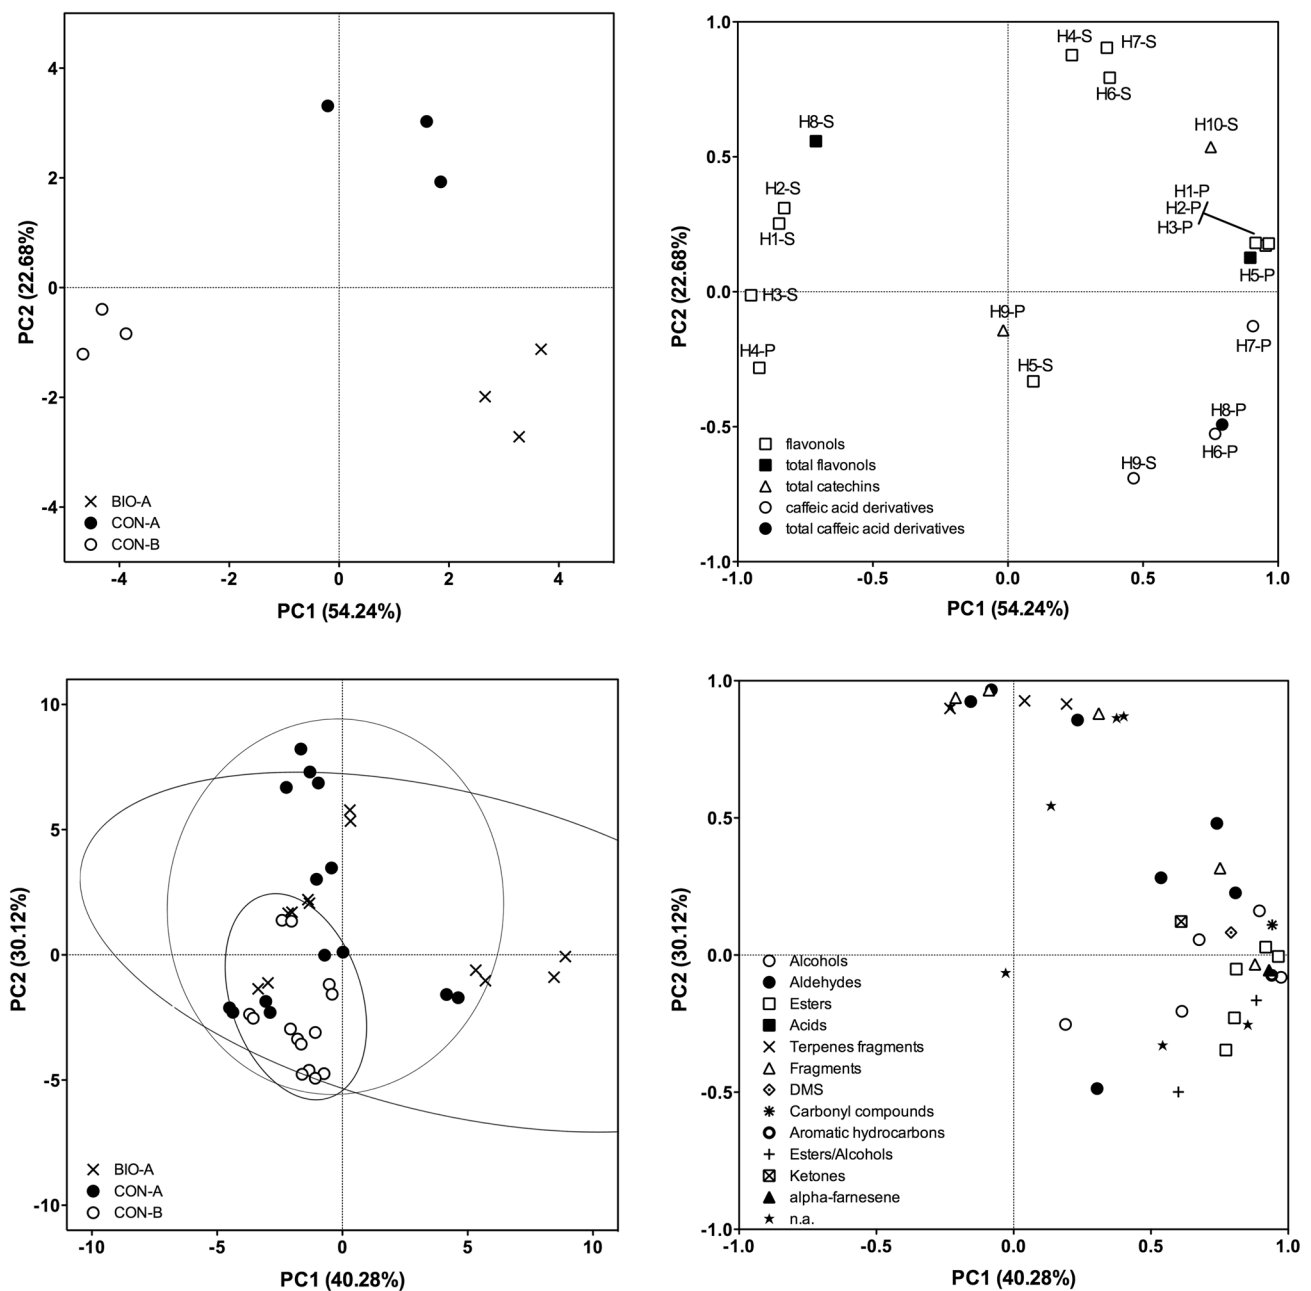 4
2
0
-2
-4
-4
-2
0
2
4
PC2 (22.68%)
PC1 (54.24%)
BIO-A
CON-A
CON-B
1.0
0.5
0.0
-0.5
-1.0
-1.0
-0.5
0.0
0.5
1.0
PC2 (22.68%)
PC1 (54.24%)
H4-S
H7-S
H6-S
H8-S
H10-S
H2-S
H1-P
H2-P
H3-P
H1-S
H5-P
H3-S
H9-P
H7-P
H4-P
H5-S
H8-P
H6-P
H9-S
flavonols
total flavonols
total catechins
caffeic acid derivatives
total caffeic acid derivatives
10
5
0
-5
-10
-10
-5
0
5
10
PC2 (30.12%)
PC1 (40.28%)
BIO-A
CON-A
CON-B
1.0
0.5
0.0
-0.5
-1.0
-1.0
-0.5
0.0
0.5
1.0
PC2 (30.12%)
PC1 (40.28%)
Alcohols
Aldehydes
Esters
Acids
Terpenes fragments
Fragments
DMS
Carbonyl compounds
Aromatic hydrocarbons
Esters/Alcohols
Ketones
alpha-farnesene
n.a.